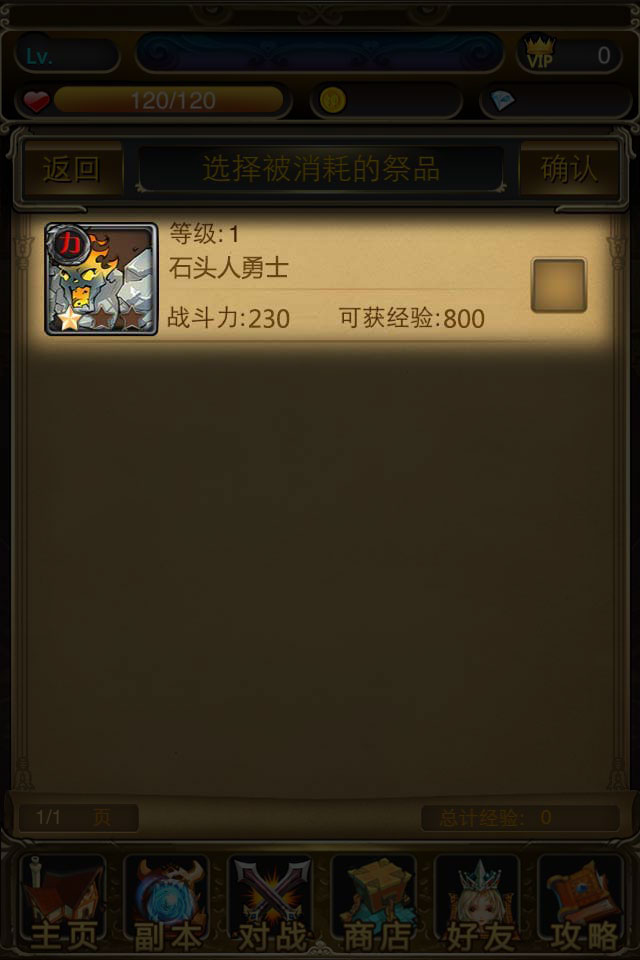 Lv.
VIP 0
120/120
返回 选择被消耗的祭品 确认
力
等级:1
石头人勇士
战斗力:230 可获经验:800
1/1 页 总计经验: 0
主页 副本 对战 商店 好友 攻略